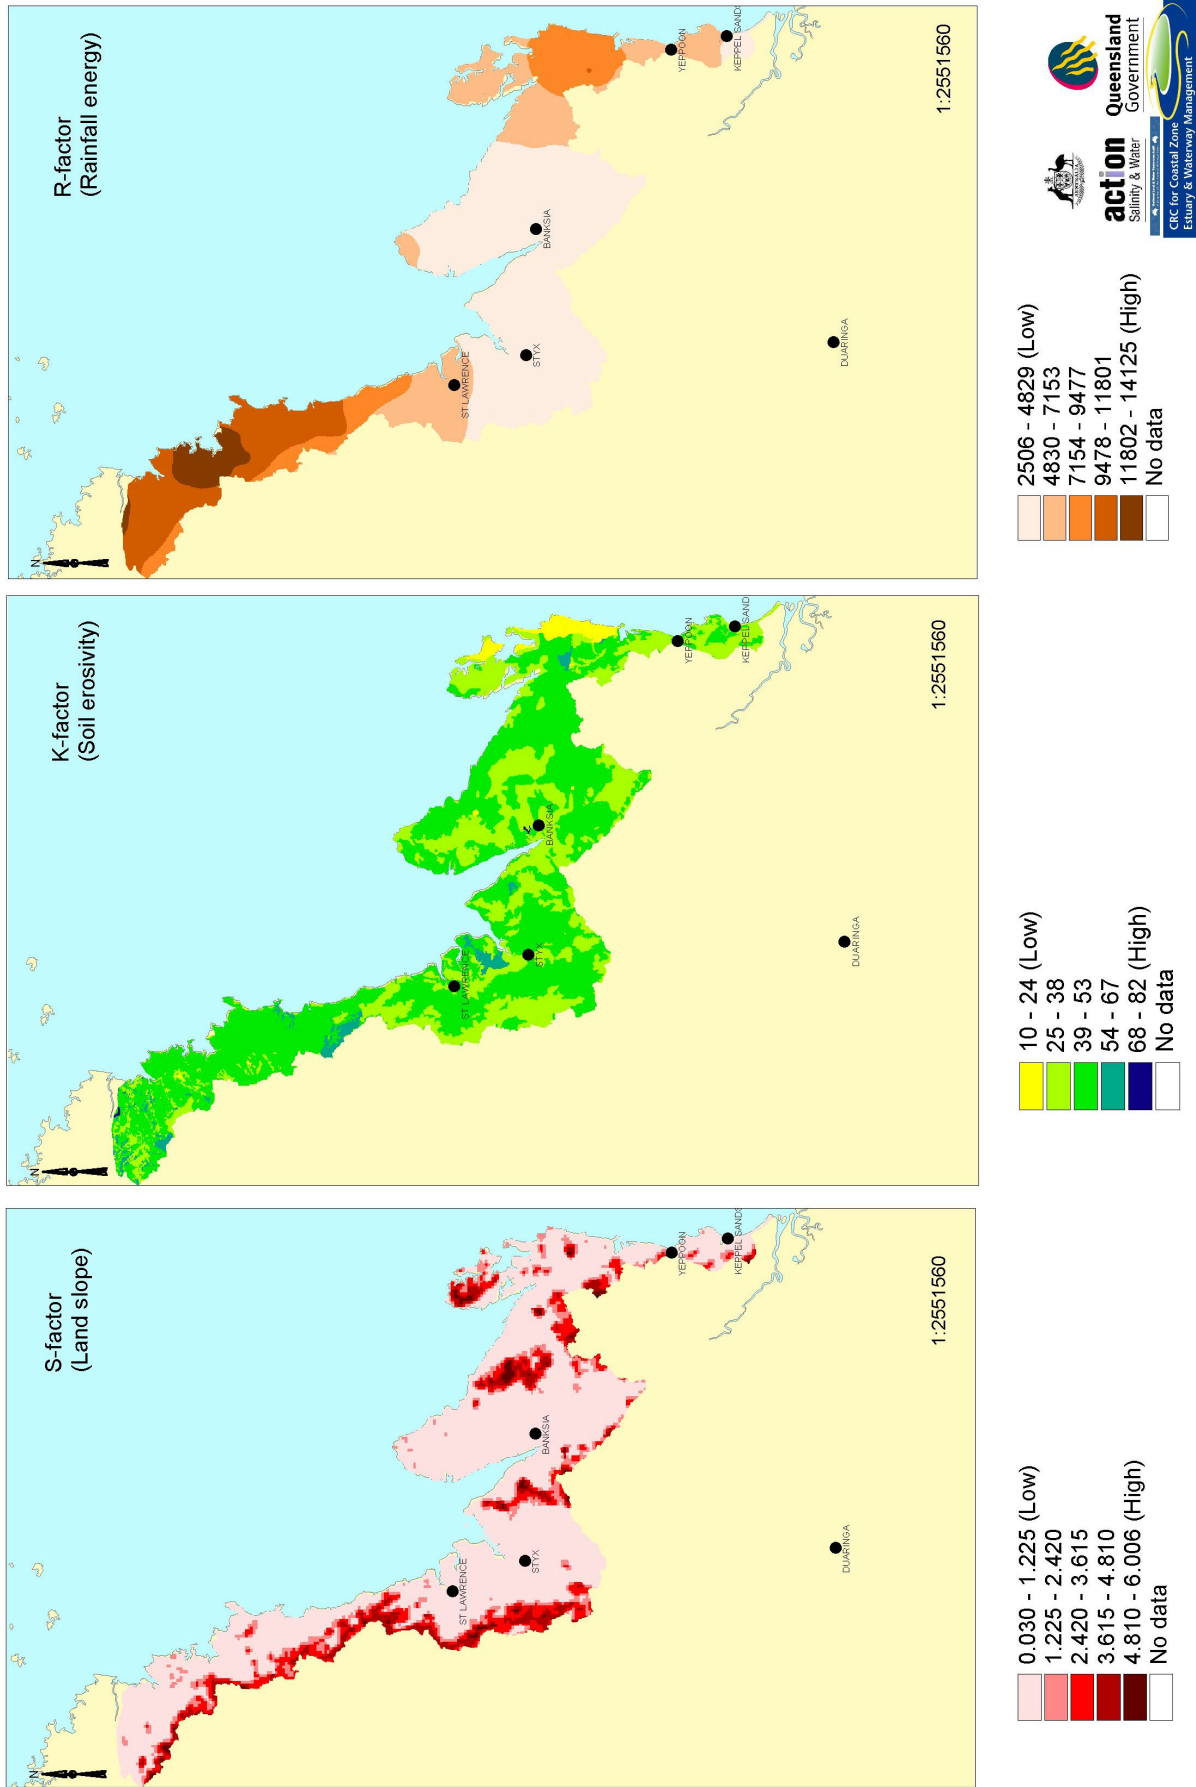 S-factor
(Land slope)
N
ST LAWRENCE
STYX
BANKSIA
YEPPOON
KEPPEL SANDS
DUARINGA
1:2551560
0.030 - 1.225 (Low)
1.225 - 2.420
2.420 - 3.615
3.615 - 4.810
4.810 - 6.006 (High)
No data
K-factor
(Soil erosivity)
N
ST LAWRENCE
STYX
BANKSIA
YEPPOON
KEPPEL SAND
DUARINGA
1:2551560
10 - 24 (Low)
25 - 38
39 - 53
54 - 67
68 - 82 (High)
No data
R-factor
(Rainfall energy)
N
ST LAWRENCE
STYX
BANKSIA
YEPPOON
KEPPEL SANDS
DUARINGA
1:2551560
2506 - 4829 (Low)
4830 - 7153
7154 - 9477
9478 - 11801
11802 - 14125 (High)
No data
action
Salinity & Water
Queensland
Government
CRC for Coastal Zone
Estuary & Waterway Management